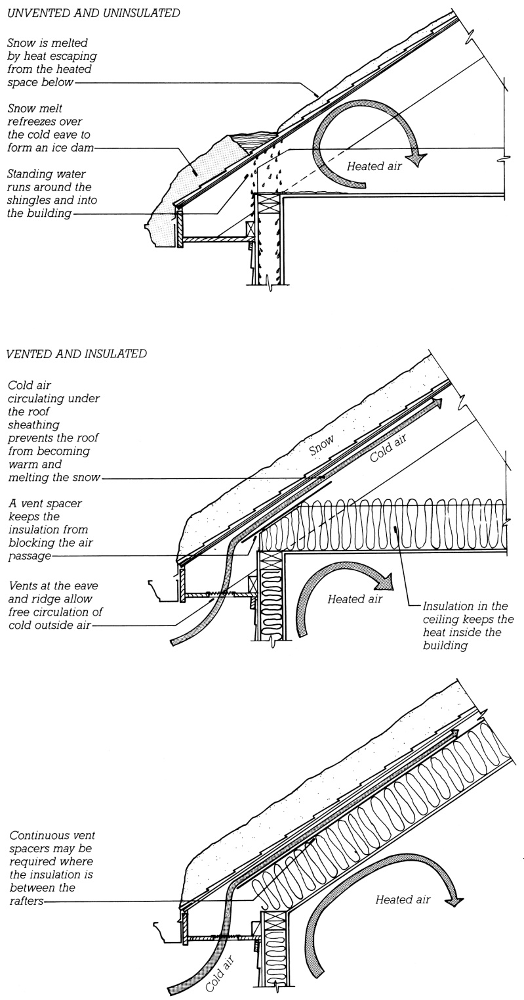 UNVENTED AND UNINSULATED
Snow is melted
by heat escaping
from the heated
space below
Snow melt
refreezes over
the cold eave to
form an ice dam
Standing water
runs around the
shingles and into
the building
Heated air
VENTED AND INSULATED
Cold air
circulating under
the roof
sheathing
prevents the roof
from becoming
warm and
melting the snow
A vent spacer
keeps the
insulation from
blocking the air
passage
Vents at the eave
and ridge allow
free circulation of
cold outside air
Snow
Cold air
Heated air
Insulation in the
ceiling keeps the
heat inside the
building
Continuous vent
spacers may be
required where
the insulation is
between the
rafters
Heated air
Cold air